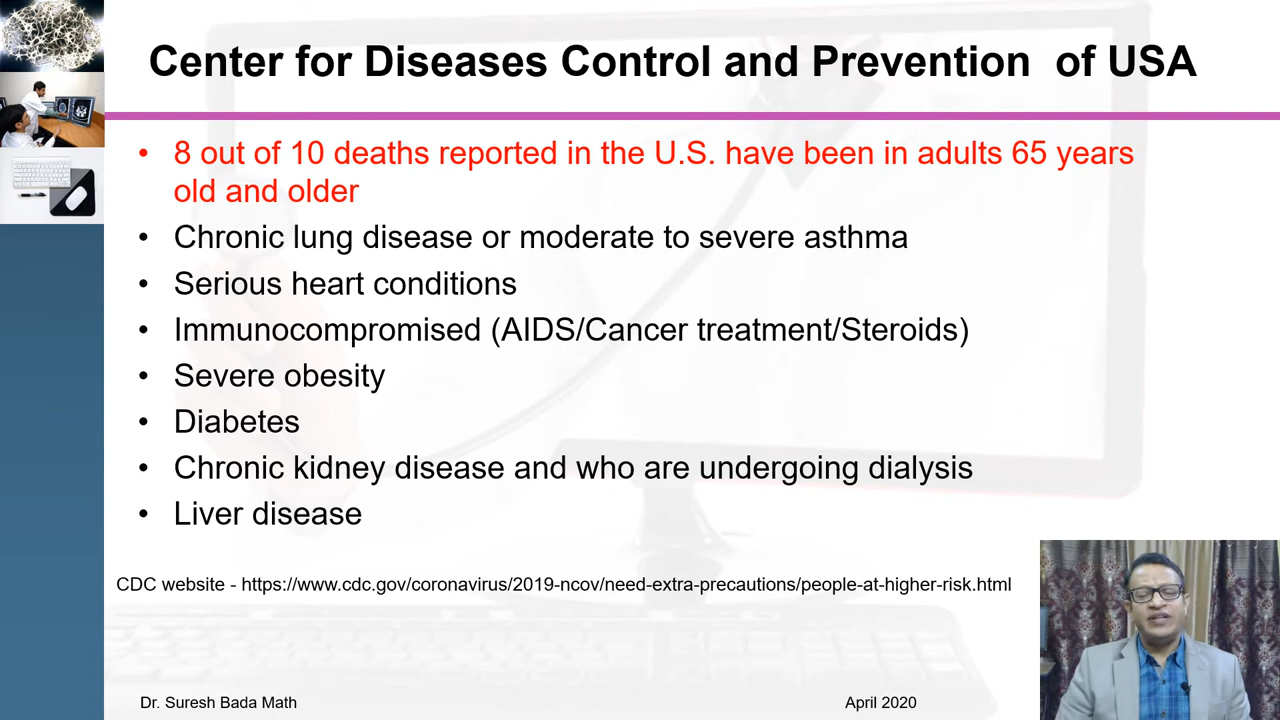 Center for Diseases Control and Prevention of USA
• 8 out of 10 deaths reported in the U.S. have been in adults 65 years
old and older
• Chronic lung disease or moderate to severe asthma
• Serious heart conditions
• Immunocompromised (AIDS/Cancer treatment/Steroids)
• Severe obesity
• Diabetes
• Chronic kidney disease and who are undergoing dialysis
• Liver disease
CDC website - https://www.cdc.gov/coronavirus/2019-ncov/need-extra-precautions/people-at-higher-risk.html
Dr. Suresh Bada Math
April 2020